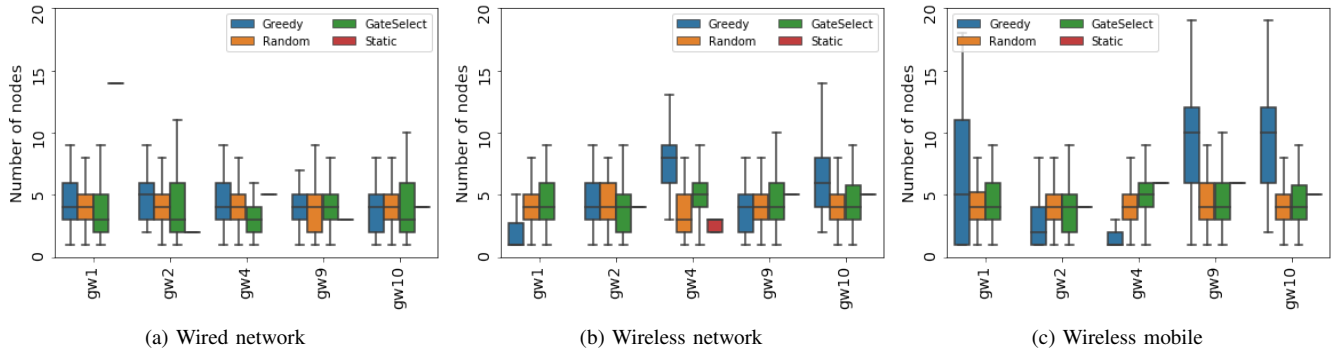 Number of nodes
20
15
10
5
0
Greedy
Random
GateSelect
Static
gw1
gw2
gw4
gw9
gw10
(a) Wired network
Number of nodes
20
15
10
5
0
Greedy
Random
GateSelect
Static
gw1
gw2
gw4
gw9
gw10
(b) Wireless network
Number of nodes
20
15
10
5
0
Greedy
Random
GateSelect
Static
gw1
gw2
gw4
gw9
gw10
(c) Wireless mobile